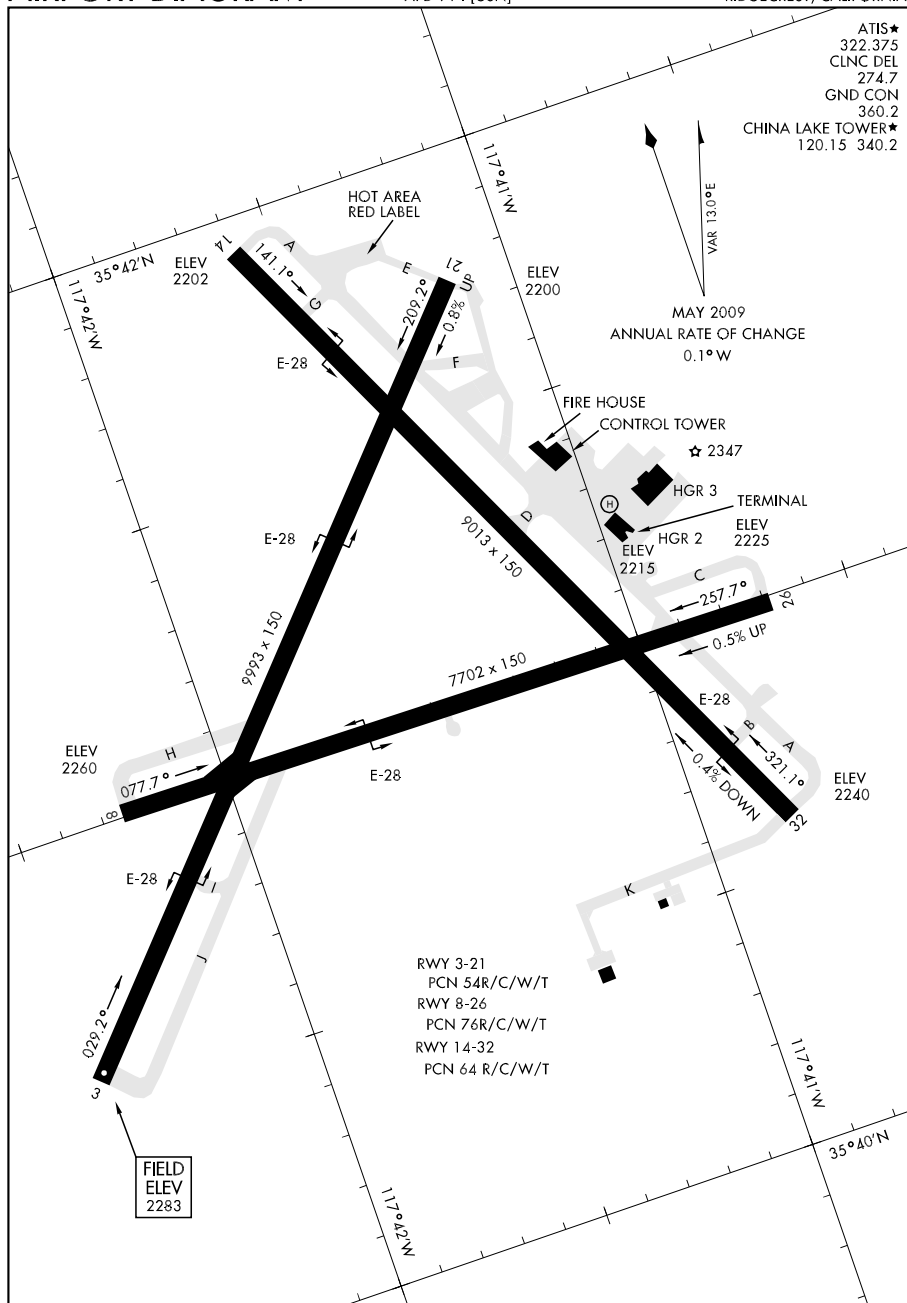 ATIS★
322.375
CLNC DEL
274.7
GND CON
360.2
CHINA LAKE TOWER★
120.15 340.2
117°41'W
VAR 13.0°E
HOT AREA
RED LABEL
14
A
141.1°
35°42'N
ELEV
2202
G
E
21
209.2°
0.8% UP
F
ELEV
2200
117°42'W
MAY 2009
ANNUAL RATE OF CHANGE
0.1° W
E-28
FIRE HOUSE
CONTROL TOWER
☆ 2347
HGR 3
H
TERMINAL
HGR 2
ELEV
2215
ELEV
2225
D
9013 x 150
E-28
C
257.7°
26
0.5% UP
9993 x 150
7702 x 150
ELEV
2260
H
077.7°
8
E-28
E-28
B
A
321.1°
0.4% DOWN
32
ELEV
2240
E-28
I
J
K
RWY 3-21
PCN 54R/C/W/T
RWY 8-26
PCN 76R/C/W/T
RWY 14-32
PCN 64 R/C/W/T
029.2°
3
117°41'W
35°40'N
FIELD
ELEV
2283
117°42'W